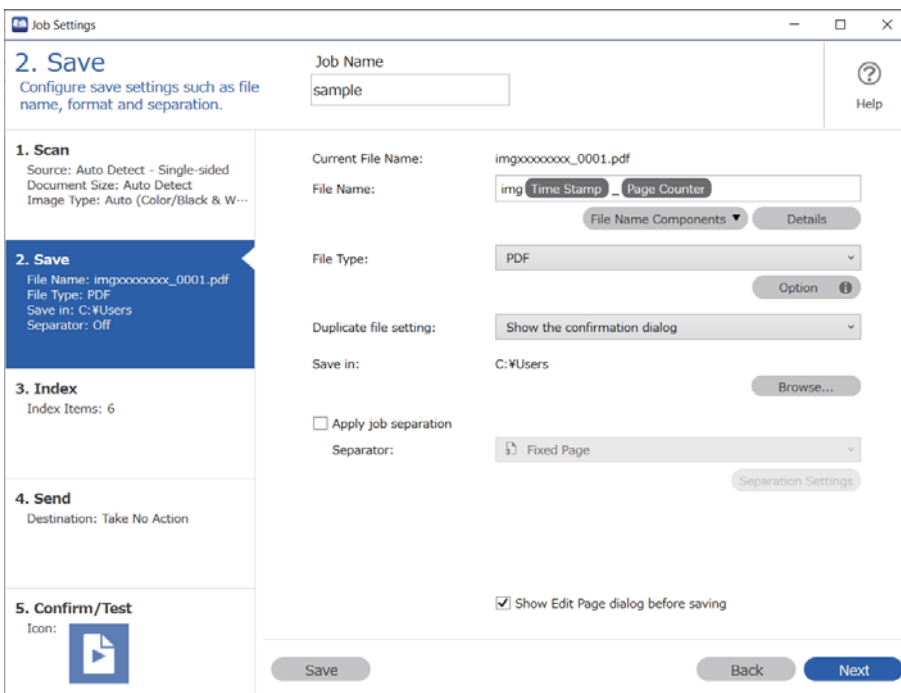 Job Settings
2. Save
Configure save settings such as file
name, format and separation.
Job Name
sample
Help
1. Scan
Source: Auto Detect - Single-sided
Document Size: Auto Detect
Image Type: Auto (Color/Black & W···
2. Save
File Name: imgxxxxxxxx_0001.pdf
File Type: PDF
Save in: C:¥Users
Separator: Off
3. Index
Index Items: 6
4. Send
Destination: Take No Action
5. Confirm/Test
Icon:
Current File Name: imgxxxxxxxx_0001.pdf
File Name: img Time Stamp _ Page Counter
File Name Components ▼ Details
File Type: PDF
Option
Duplicate file setting: Show the confirmation dialog
Save in: C:¥Users
Browse...
Apply job separation
Separator: Fixed Page
Separation Settings
Show Edit Page dialog before saving
Save Back Next